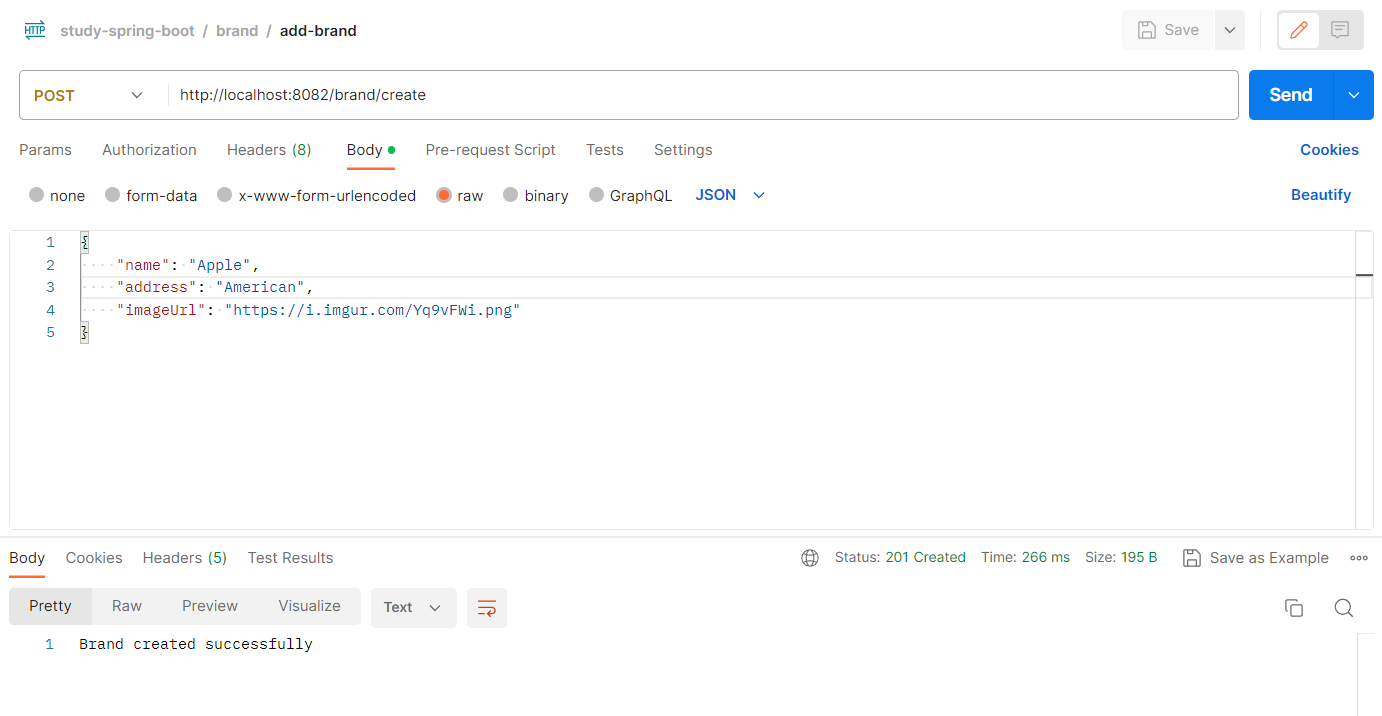 HTTP study-spring-boot / brand / add-brand Save
POST http://localhost:8082/brand/create Send
Params Authorization Headers (8) Body Pre-request Script Tests Settings Cookies
none form-data x-www-form-urlencoded raw binary GraphQL JSON Beautify
1 {
2 "name": "Apple",
3 "address": "American",
4 "imageUrl": "https://i.imgur.com/Yq9vFWi.png"
5 }
Body Cookies Headers (5) Test Results Status: 201 Created Time: 266 ms Size: 195 B Save as Example
Pretty Raw Preview Visualize Text
1 Brand created successfully